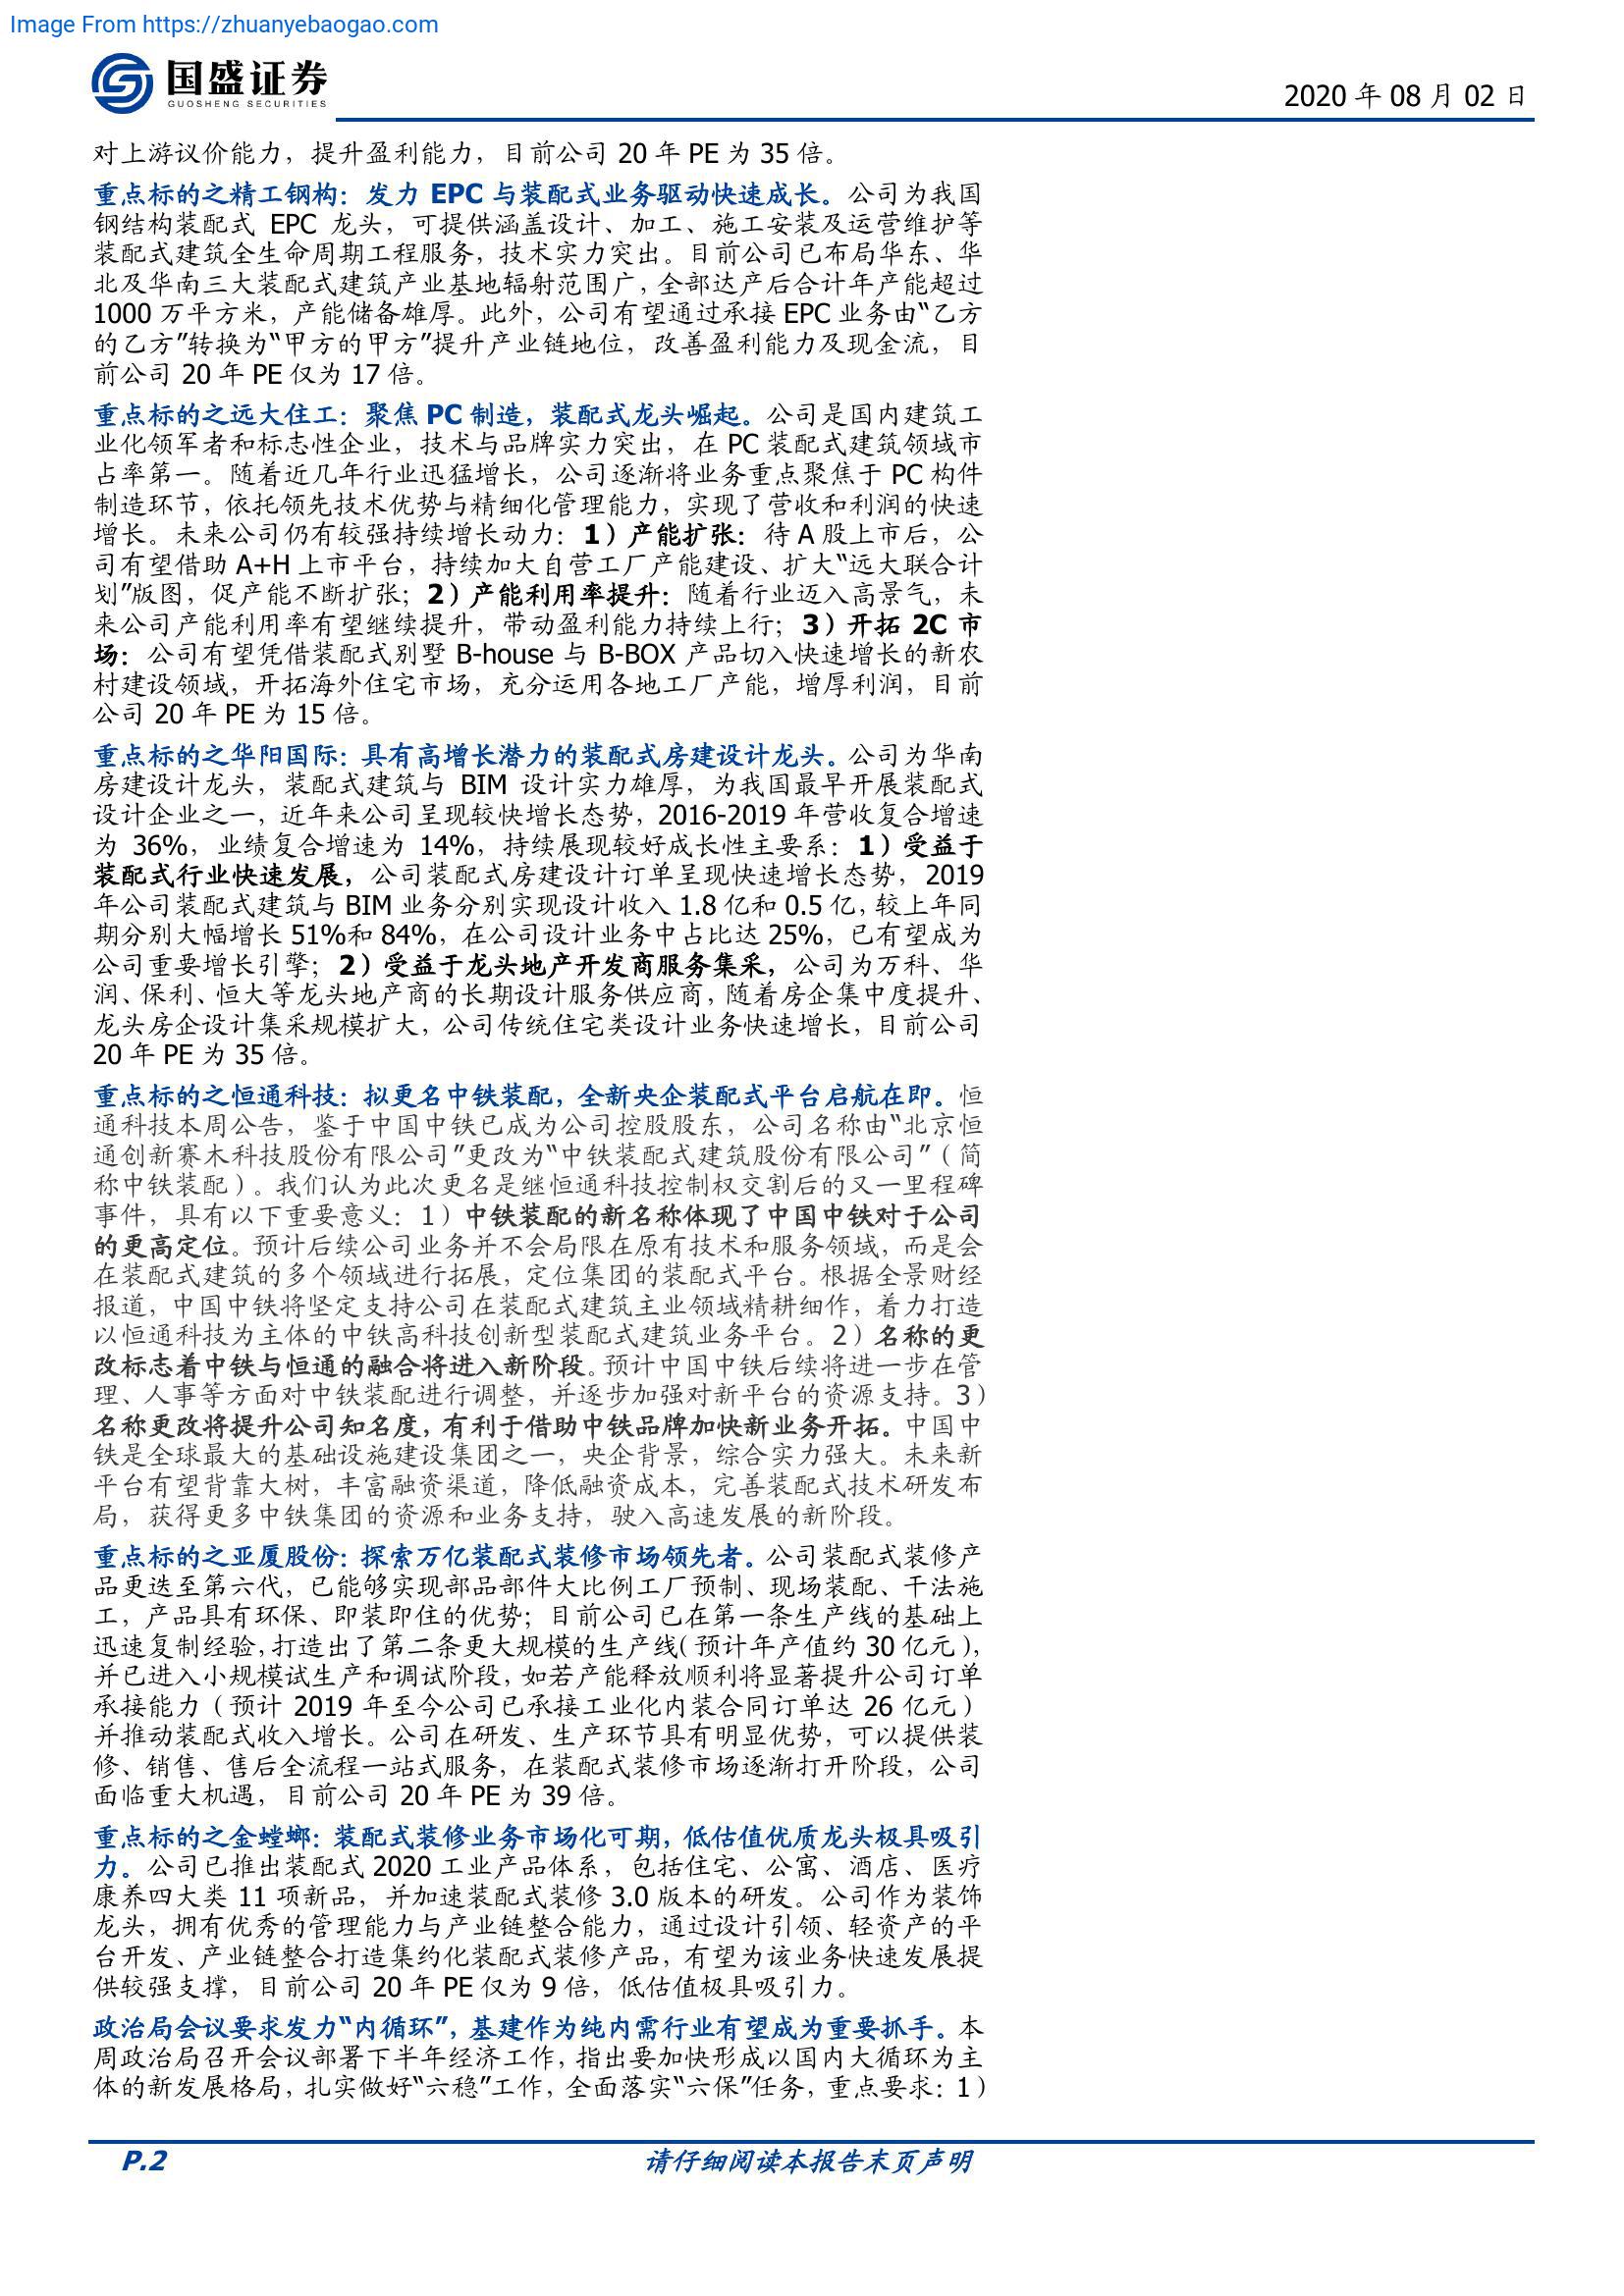 Image From https://zhuanyebaogao.com
国盛证券
GUOSHENG SECURITIES
2020 年 08 月 02 日
对上游议价能力，提升盈利能力，目前公司 20 年 PE 为 35 倍。
重点标的之精工钢构：发力 EPC 与装配式业务驱动快速成长。公司为我国
钢结构装配式 EPC 龙头，可提供涵盖设计、加工、施工安装及运营维护等
装配式建筑全生命周期工程服务，技术实力突出。目前公司已布局华东、华
北及华南三大装配式建筑产业基地辐射范围广，全部达产后合计年产能超过
1000 万平方米，产能储备雄厚。此外，公司有望通过承接 EPC 业务由“乙方
的乙方”转换为“甲方的甲方”提升产业链地位，改善盈利能力及现金流，目
前公司 20 年 PE 仅为 17 倍。
重点标的之远大住工：聚焦 PC 制造，装配式龙头崛起。公司是国内建筑工
业化领军者和标志性企业，技术与品牌实力突出，在 PC 装配式建筑领域市
占率第一。随着近几年行业迅猛增长，公司逐渐将业务重点聚焦于 PC 构件
制造环节，依托领先技术优势与精细化管理能力，实现了营收和利润的快速
增长。未来公司仍有较强持续增长动力：1）产能扩张：待 A 股上市后，公
司有望借助 A+H 上市平台，持续加大自营工厂产能建设、扩大“远大联合计
划”版图，促产能不断扩张；2）产能利用率提升：随着行业迈入高景气，未
来公司产能利用率有望继续提升，带动盈利能力持续上行；3）开拓 2C 市
场：公司有望凭借装配式别墅 B-house 与 B-BOX 产品切入快速增长的新农
村建设领域，开拓海外住宅市场，充分运用各地工厂产能，增厚利润，目前
公司 20 年 PE 为 15 倍。
重点标的之华阳国际：具有高增长潜力的装配式房建设计龙头。公司为华南
房建设计龙头，装配式建筑与 BIM 设计实力雄厚，为我国最早开展装配式
设计企业之一，近年来公司呈现较快增长态势，2016-2019 年营收复合增速
为 36%，业绩复合增速为 14%，持续展现较好成长性主要系：1）受益于
装配式行业快速发展，公司装配式房建设计订单呈现快速增长态势，2019
年公司装配式建筑与 BIM 业务分别实现设计收入 1.8 亿和 0.5 亿，较上年同
期分别大幅增长 51%和 84%，在公司设计业务中占比达 25%，已有望成为
公司重要增长引擎；2）受益于龙头地产开发商服务集采，公司为万科、华
润、保利、恒大等龙头地产商的长期设计服务供应商，随着房企集中度提升、
龙头房企设计集采规模扩大，公司传统住宅类设计业务快速增长，目前公司
20 年 PE 为 35 倍。
重点标的之恒通科技：拟更名中铁装配，全新央企装配式平台启航在即。恒
通科技本周公告，鉴于中国中铁已成为公司控股股东，公司名称由“北京恒
通创新赛木科技股份有限公司”更改为“中铁装配式建筑股份有限公司”（简
称中铁装配）。我们认为此次更名是继恒通科技控制权交割后的又一里程碑
事件，具有以下重要意义：1）中铁装配的新名称体现了中国中铁对于公司
的更高定位。预计后续公司业务并不会局限在原有技术和服务领域，而是会
在装配式建筑的多个领域进行拓展，定位集团的装配式平台。根据全景财经
报道，中国中铁将坚定支持公司在装配式建筑主业领域精耕细作，着力打造
以恒通科技为主体的中铁高科技创新型装配式建筑业务平台。2）名称的更
改标志着中铁与恒通的融合将进入新阶段。预计中国中铁后续将进一步在管
理、人事等方面对中铁装配进行调整，并逐步加强对新平台的资源支持。3）
名称更改将提升公司知名度，有利于借助中铁品牌加快新业务开拓。中国中
铁是全球最大的基础设施建设集团之一，央企背景，综合实力强大。未来新
平台有望背靠大树，丰富融资渠道，降低融资成本，完善装配式技术研发布
局，获得更多中铁集团的资源和业务支持，驶入高速发展的新阶段。
重点标的之亚厦股份：探索万亿装配式装修市场领先者。公司装配式装修产
品更迭至第六代，已能够实现部品部件大比例工厂预制、现场装配、干法施
工，产品具有环保、即装即住的优势；目前公司已在第一条生产线的基础上
迅速复制经验，打造出了第二条更大规模的生产线（预计年产值约 30 亿元），
并已进入小规模试生产和调试阶段，如若产能释放顺利将显著提升公司订单
承接能力（预计 2019 年至今公司已承接工业化内装合同订单达 26 亿元）
并推动装配式收入增长。公司在研发、生产环节具有明显优势，可以提供装
修、销售、售后全流程一站式服务，在装配式装修市场逐渐打开阶段，公司
面临重大机遇，目前公司 20 年 PE 为 39 倍。
重点标的之金螳螂：装配式装修业务市场化可期，低估值优质龙头极具吸引
力。公司已推出装配式 2020 工业产品体系，包括住宅、公寓、酒店、医疗
康养四大类 11 项新品，并加速装配式装修 3.0 版本的研发。公司作为装饰
龙头，拥有优秀的管理能力与产业链整合能力，通过设计引领、轻资产的平
台开发、产业链整合打造集约化装配式装修产品，有望为该业务快速发展提
供较强支撑，目前公司 20 年 PE 仅为 9 倍，低估值极具吸引力。
政治局会议要求发力“内循环”，基建作为纯内需行业有望成为重要抓手。本
周政治局召开会议部署下半年经济工作，指出要加快形成以国内大循环为主
体的新发展格局，扎实做好“六稳”工作，全面落实“六保”任务，重点要求：1）
P.2
请仔细阅读本报告末页声明